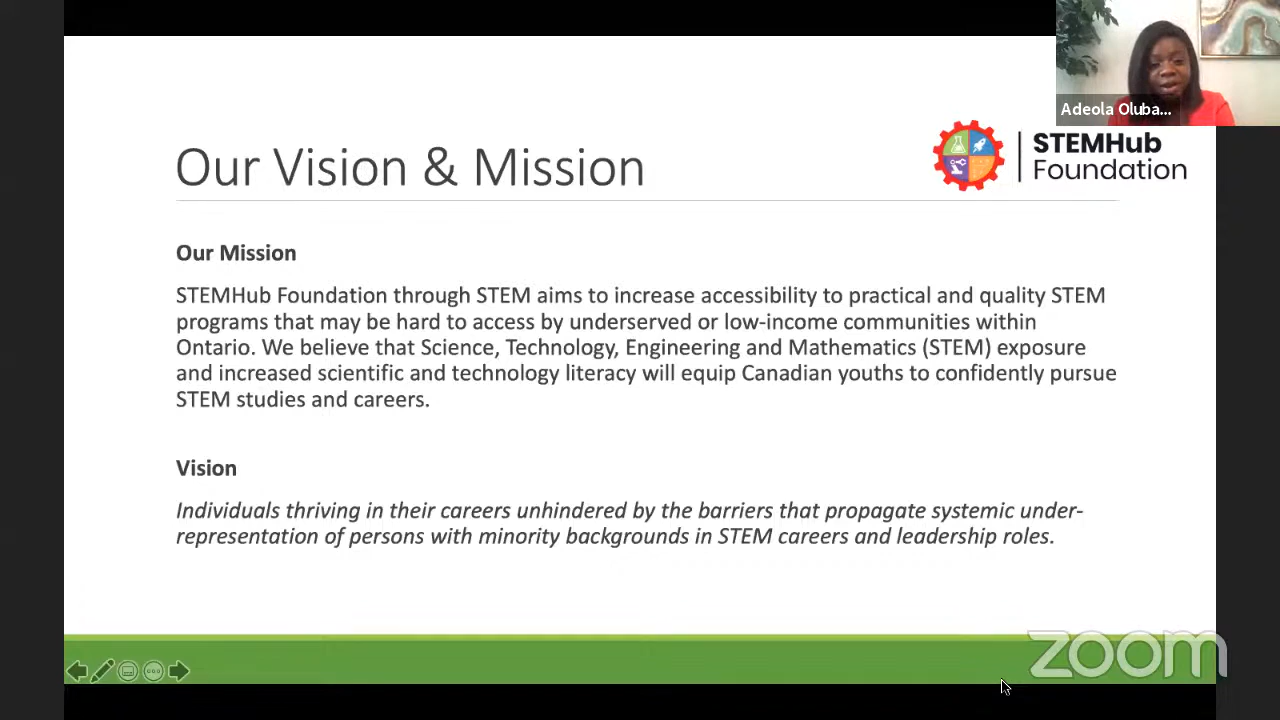 Adeola Oluba...
Our Vision & Mission
STEMHub
Foundation
Our Mission
STEMHub Foundation through STEM aims to increase accessibility to practical and quality STEM
programs that may be hard to access by underserved or low-income communities within
Ontario. We believe that Science, Technology, Engineering and Mathematics (STEM) exposure
and increased scientific and technology literacy will equip Canadian youths to confidently pursue
STEM studies and careers.
Vision
Individuals thriving in their careers unhindered by the barriers that propagate systemic under-
representation of persons with minority backgrounds in STEM careers and leadership roles.
zoom